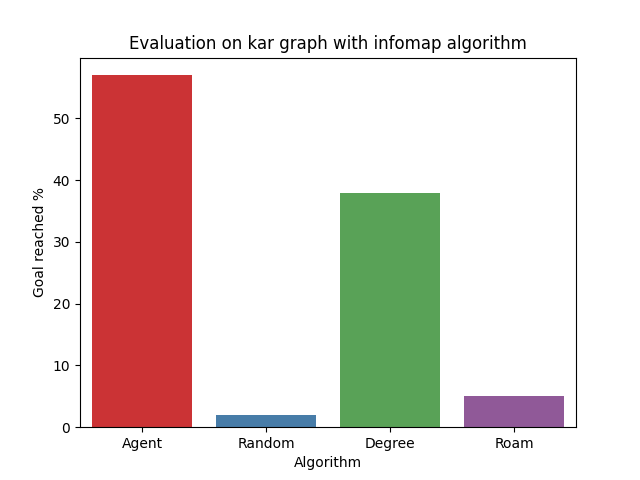 Evaluation on kar graph with infomap algorithm
Goal reached %
50
40
30
20
10
0
Agent
Random
Degree
Roam
Algorithm